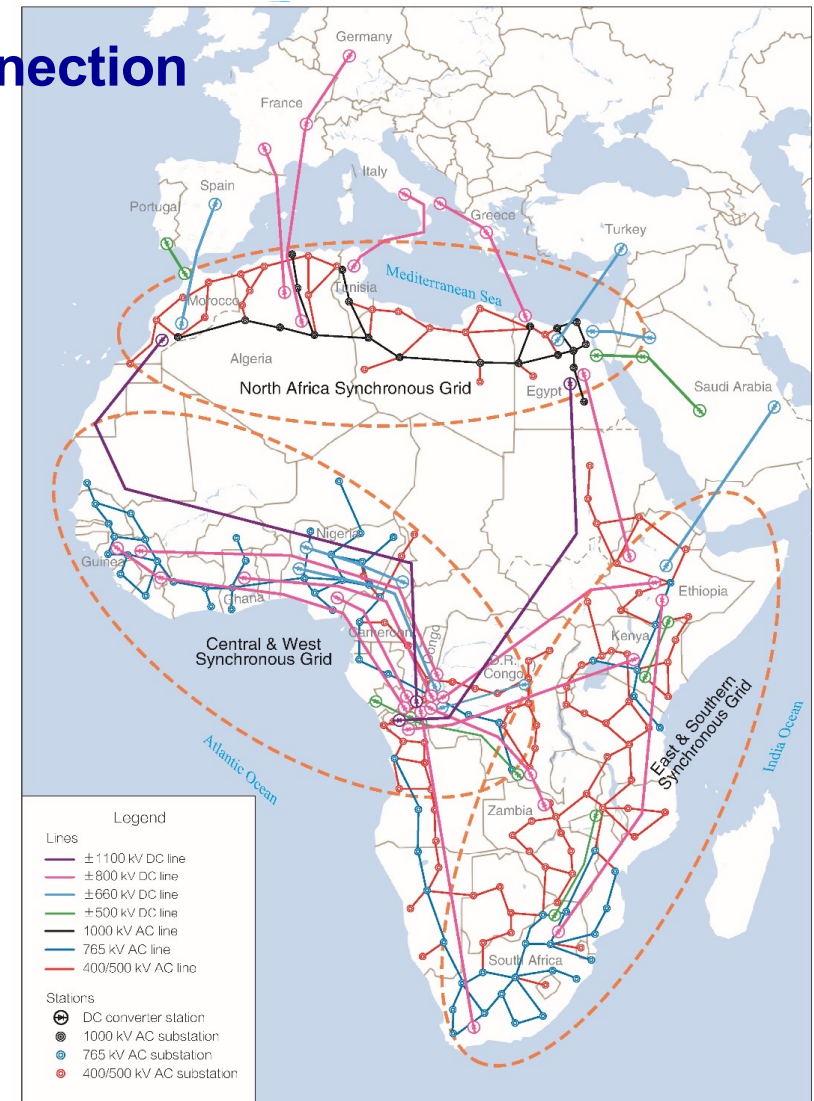 nection
Germany
France
Italy
Spain
Portugal
Greece
Turkey
Mediterranean Sea
Morocco
Tunisia
Algeria
North Africa Synchronous Grid
Egypt
Saudi Arabia
Nigeria
Guinea
Ghana
Ethiopia
Cameroon
Congo
Kenya
D.R.
Congo
Central & West
Synchronous Grid
East & Southern
Synchronous Grid
India Ocean
Atlantic Ocean
Zambia
South Africa
Legend
Lines
±1100 kV DC line
±800 kV DC line
±660 kV DC line
±500 kV DC line
1000 kV AC line
765 kV AC line
400/500 kV AC line
Stations
DC converter station
1000 kV AC substation
765 kV AC substation
400/500 kV AC substation